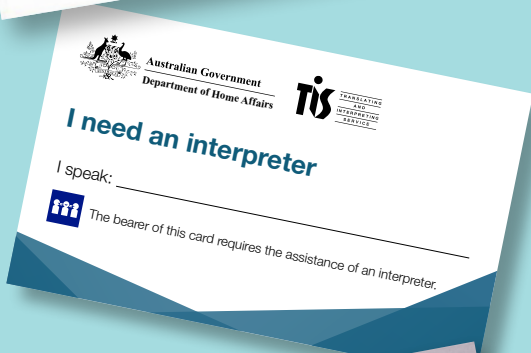 Australian Government
Department of Home Affairs
TIS
TRANSLATING
AND
INTERPRETING
SERVICE
I need an interpreter
I speak:
The bearer of this card requires the assistance of an interpreter.